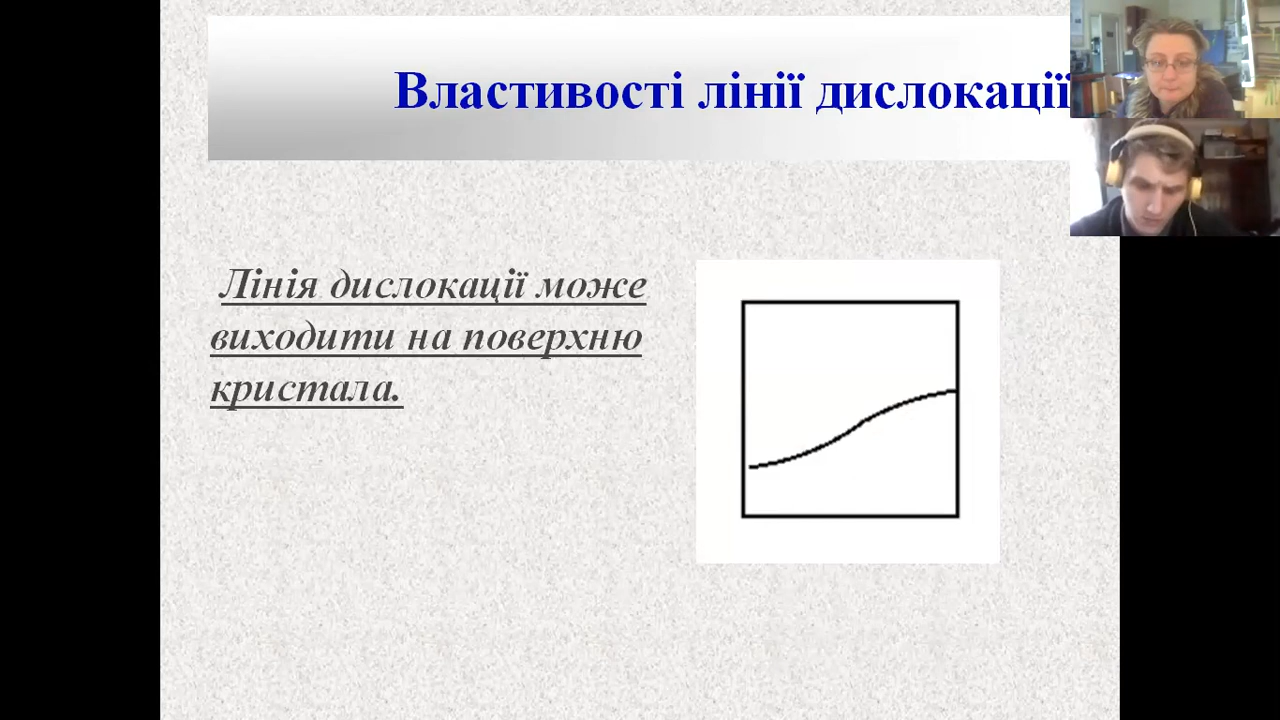 Властивості лінії дислокації
Лінія дислокації може
виходити на поверхню
кристала.